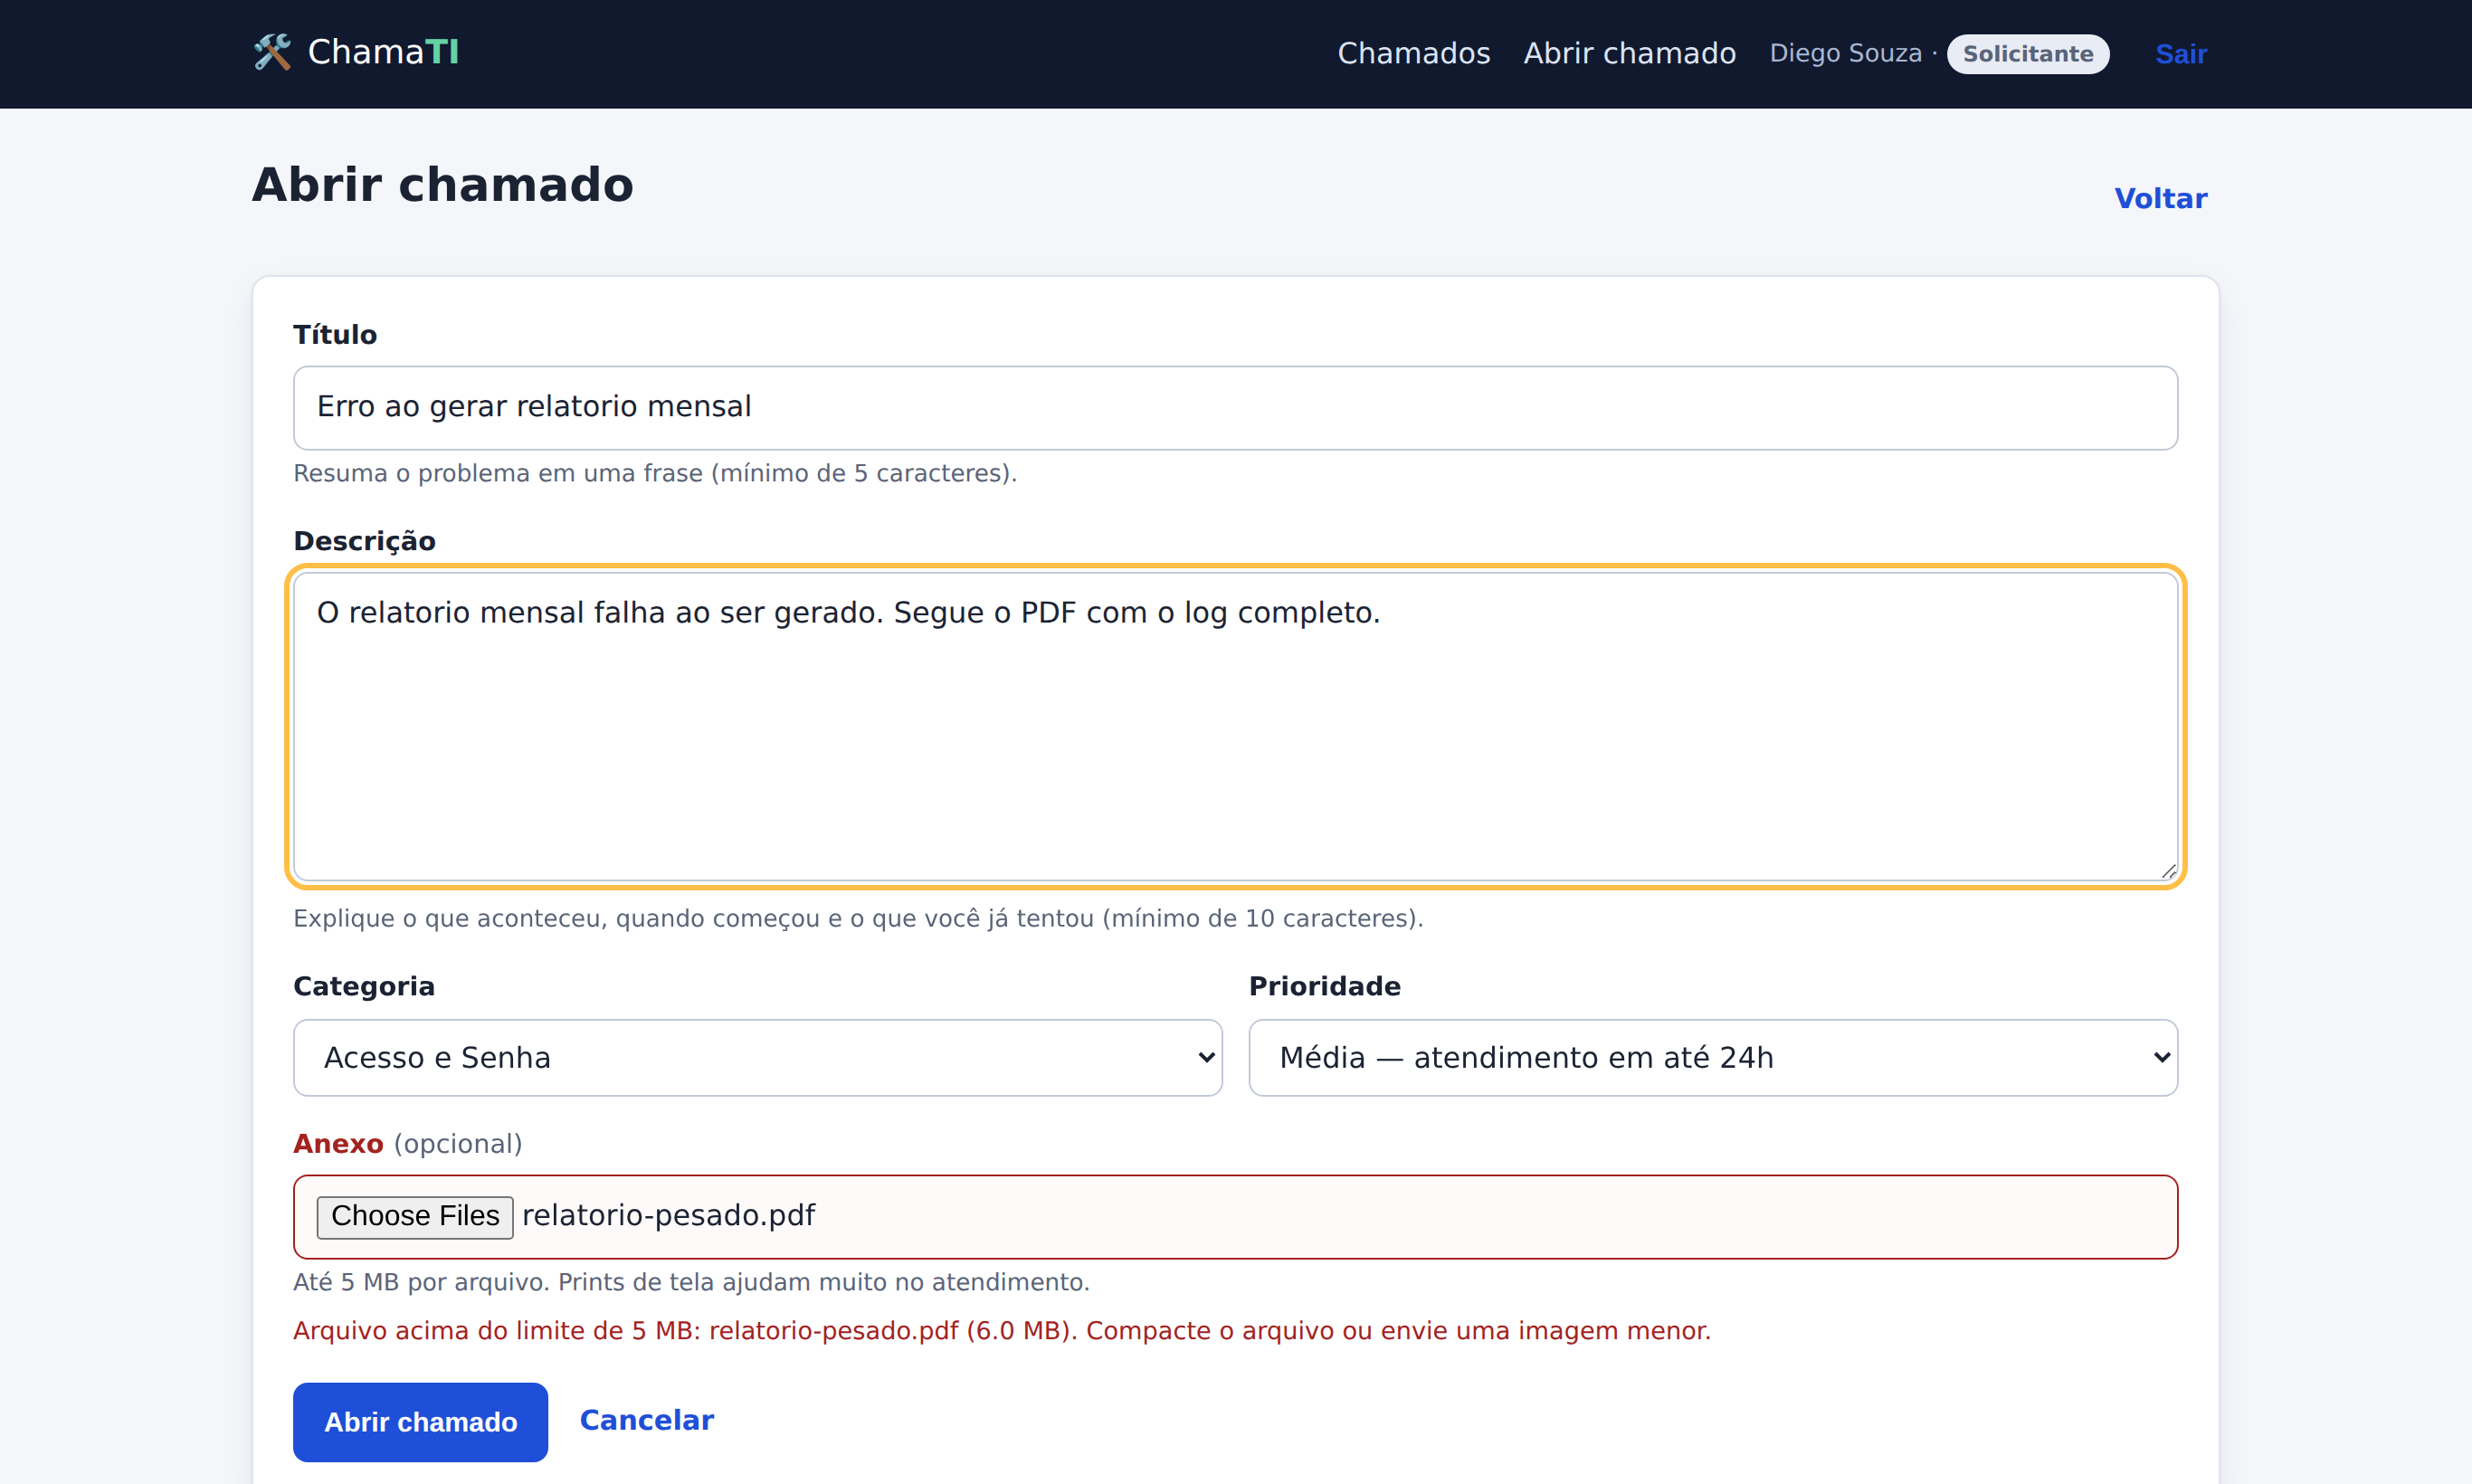 ChamaTI
Chamados Abrir chamado Diego Souza · Solicitante Sair
Abrir chamado
Voltar
Título
Erro ao gerar relatorio mensal
Resuma o problema em uma frase (mínimo de 5 caracteres).
Descrição
O relatorio mensal falha ao ser gerado. Segue o PDF com o log completo.
Explique o que aconteceu, quando começou e o que você já tentou (mínimo de 10 caracteres).
Categoria Prioridade
Acesso e Senha Média — atendimento em até 24h
Anexo (opcional)
Choose Files relatorio-pesado.pdf
Até 5 MB por arquivo. Prints de tela ajudam muito no atendimento.
Arquivo acima do limite de 5 MB: relatorio-pesado.pdf (6.0 MB). Compacte o arquivo ou envie uma imagem menor.
Abrir chamado Cancelar